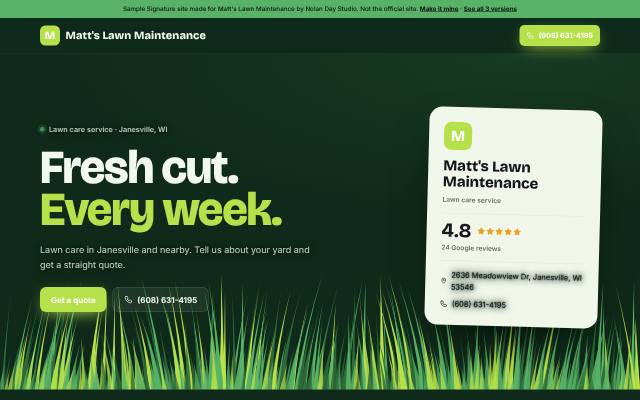 Sample Signature site made for Matt's Lawn Maintenance by Nolan Day Studio. Not the official site. Make it mine · See all 3 versions
M Matt's Lawn Maintenance
(608) 631-4195
Lawn care service · Janesville, WI
Fresh cut.
Every week.
Lawn care in Janesville and nearby. Tell us about your yard and
get a straight quote.
Get a quote
(608) 631-4195
M
Matt's Lawn
Maintenance
Lawn care service
4.8 ★★★★★
24 Google reviews
2636 Meadowview Dr, Janesville, WI
53546
(608) 631-4195